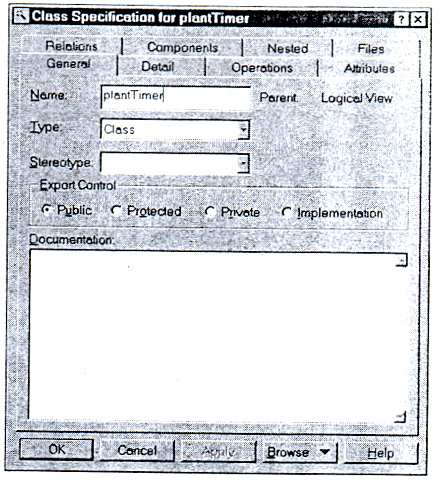 Class Specification for plantTimer ? ×
Relations Components Nested Files
General Detail Operations Attributes
Name: plantTimer Parent: Logical View
Type: Class
Stereotype:
Export Control
Public Protected Private Implementation
Documentation:
OK Cancel Apply Browse Help